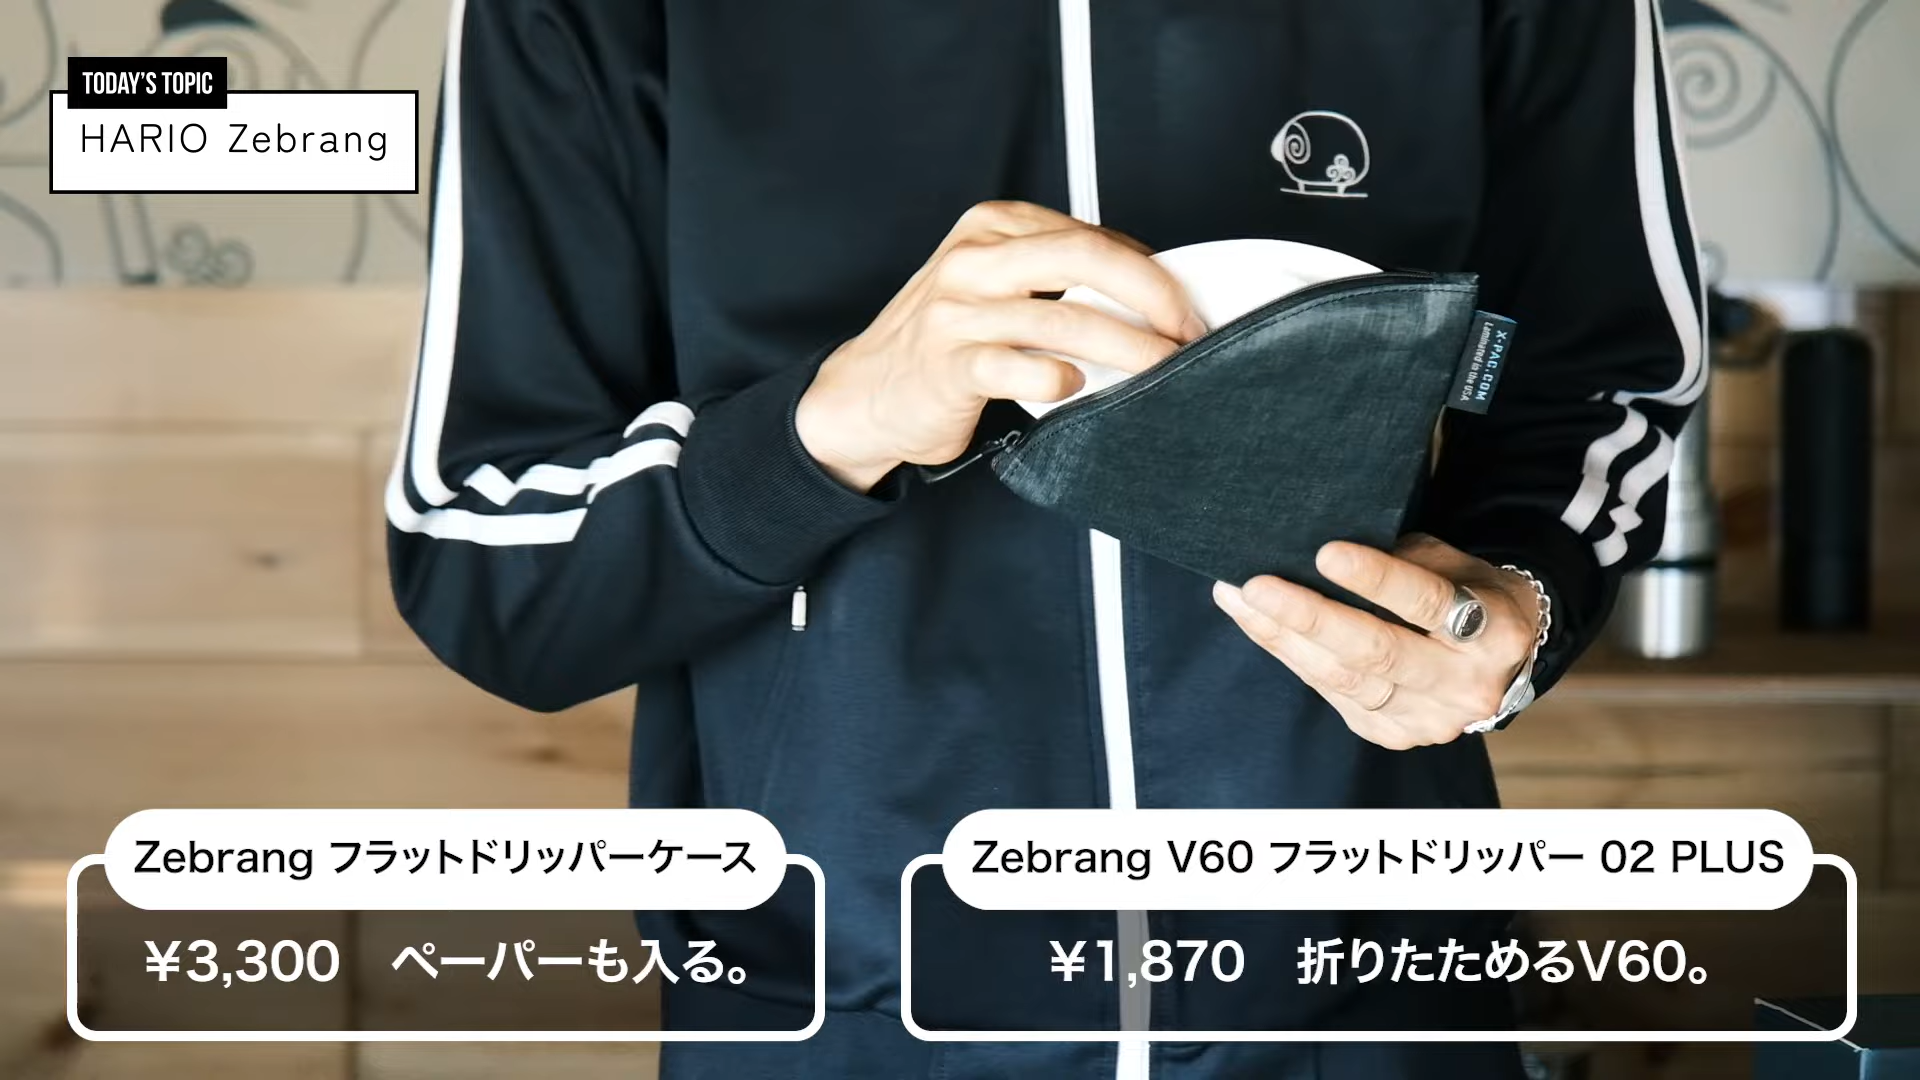 TODAY'S TOPIC
HARIO Zebrang
X-PAC.COM
Laminated in the USA
Zebrang フラットドリッパーケース
¥3,300 ペーパーも入る。
Zebrang V60 フラットドリッパー 02 PLUS
¥1,870 折りたためるV60。